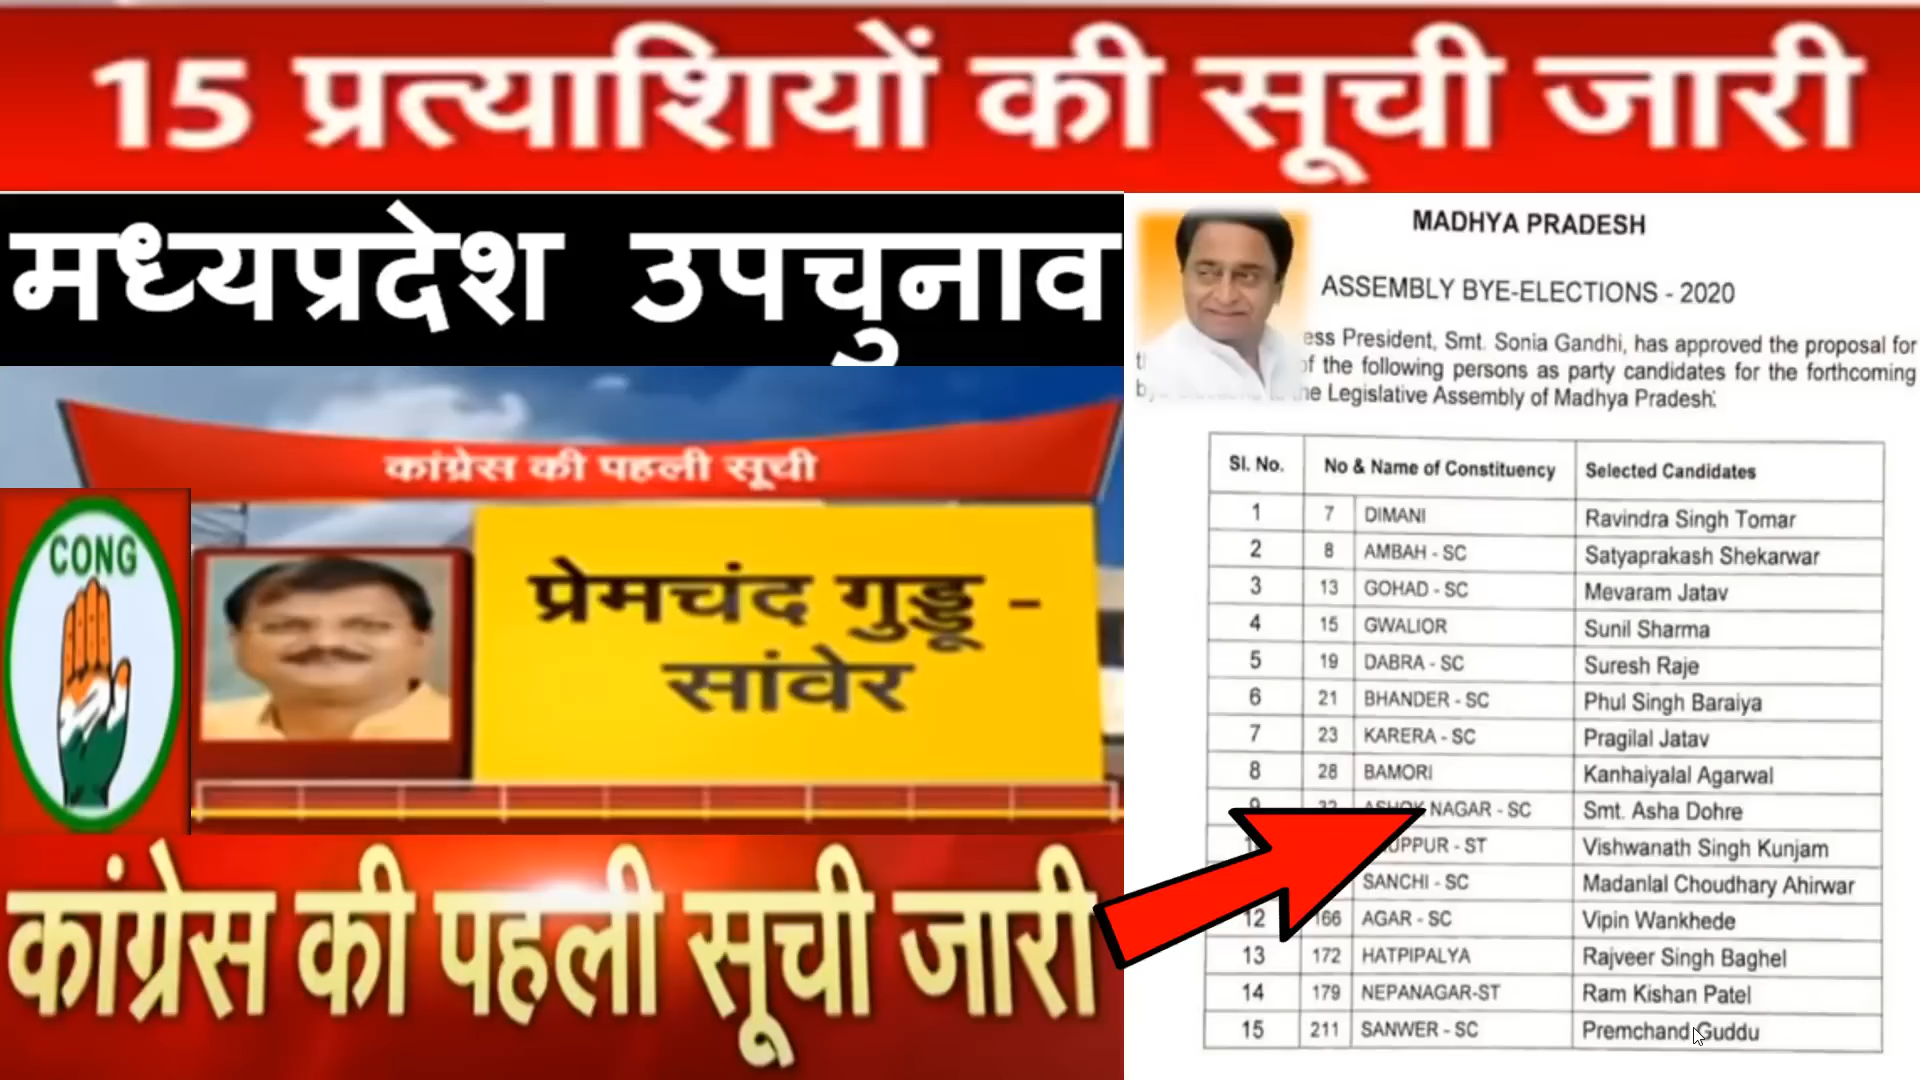 15 प्रत्याशियों की सूची जारी
मध्यप्रदेश उपचुनाव
कांग्रेस की पहली सूची
CONG
प्रेमचंद गुड्डू -
सांवेर
कांग्रेस की पहली सूची जारी
MADHYA PRADESH
ASSEMBLY BYE-ELECTIONS - 2020
President, Smt. Sonia Gandhi, has approved the proposal for
of the following persons as party candidates for the forthcoming
Legislative Assembly of Madhya Pradesh:
Sl. No. No & Name of Constituency Selected Candidates
1 7 DIMANI Ravindra Singh Tomar
2 8 AMBAH - SC Satyaprakash Shekarwar
3 13 GOHAD - SC Mevaram Jatav
4 15 GWALIOR Sunil Sharma
5 19 DABRA - SC Suresh Raje
6 21 BHANDER - SC Phul Singh Baraiya
7 23 KARERA - SC Pragilal Jatav
8 28 BAMORI Kanhaiyalal Agarwal
9 32 ASHOK NAGAR - SC Smt. Asha Dohre
- ST Vishwanath Singh Kunjam
SANCHI - SC Madanlal Choudhary Ahirwar
12 166 AGAR - SC Vipin Wankhede
13 172 HATPIPALYA Rajveer Singh Baghel
14 179 NEPANAGAR-ST Ram Kishan Patel
15 211 SANWER - SC Premchand Guddu